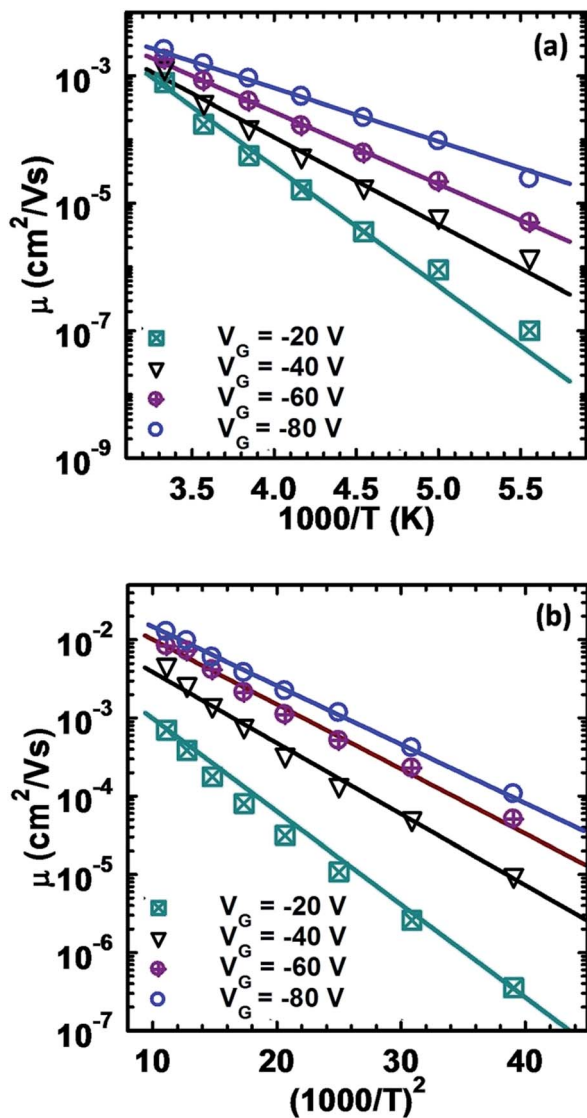 (a)
10⁻³
10⁻⁵
10⁻⁷
10⁻⁹
μ (cm²/Vs)
V_G = -20 V
V_G = -40 V
V_G = -60 V
V_G = -80 V
3.5 4.0 4.5 5.0 5.5
1000/T (K)
(b)
10⁻²
10⁻³
10⁻⁴
10⁻⁵
10⁻⁶
10⁻⁷
μ (cm²/Vs)
V_G = -20 V
V_G = -40 V
V_G = -60 V
V_G = -80 V
10 20 30 40
(1000/T)²